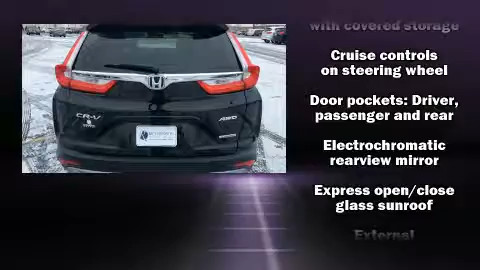 with covered storage
Cruise controls
on steering wheel
Door pockets: Driver,
passenger and rear
Electrochromatic
rearview mirror
Express open/close
glass sunroof
External
CR-V
AWD